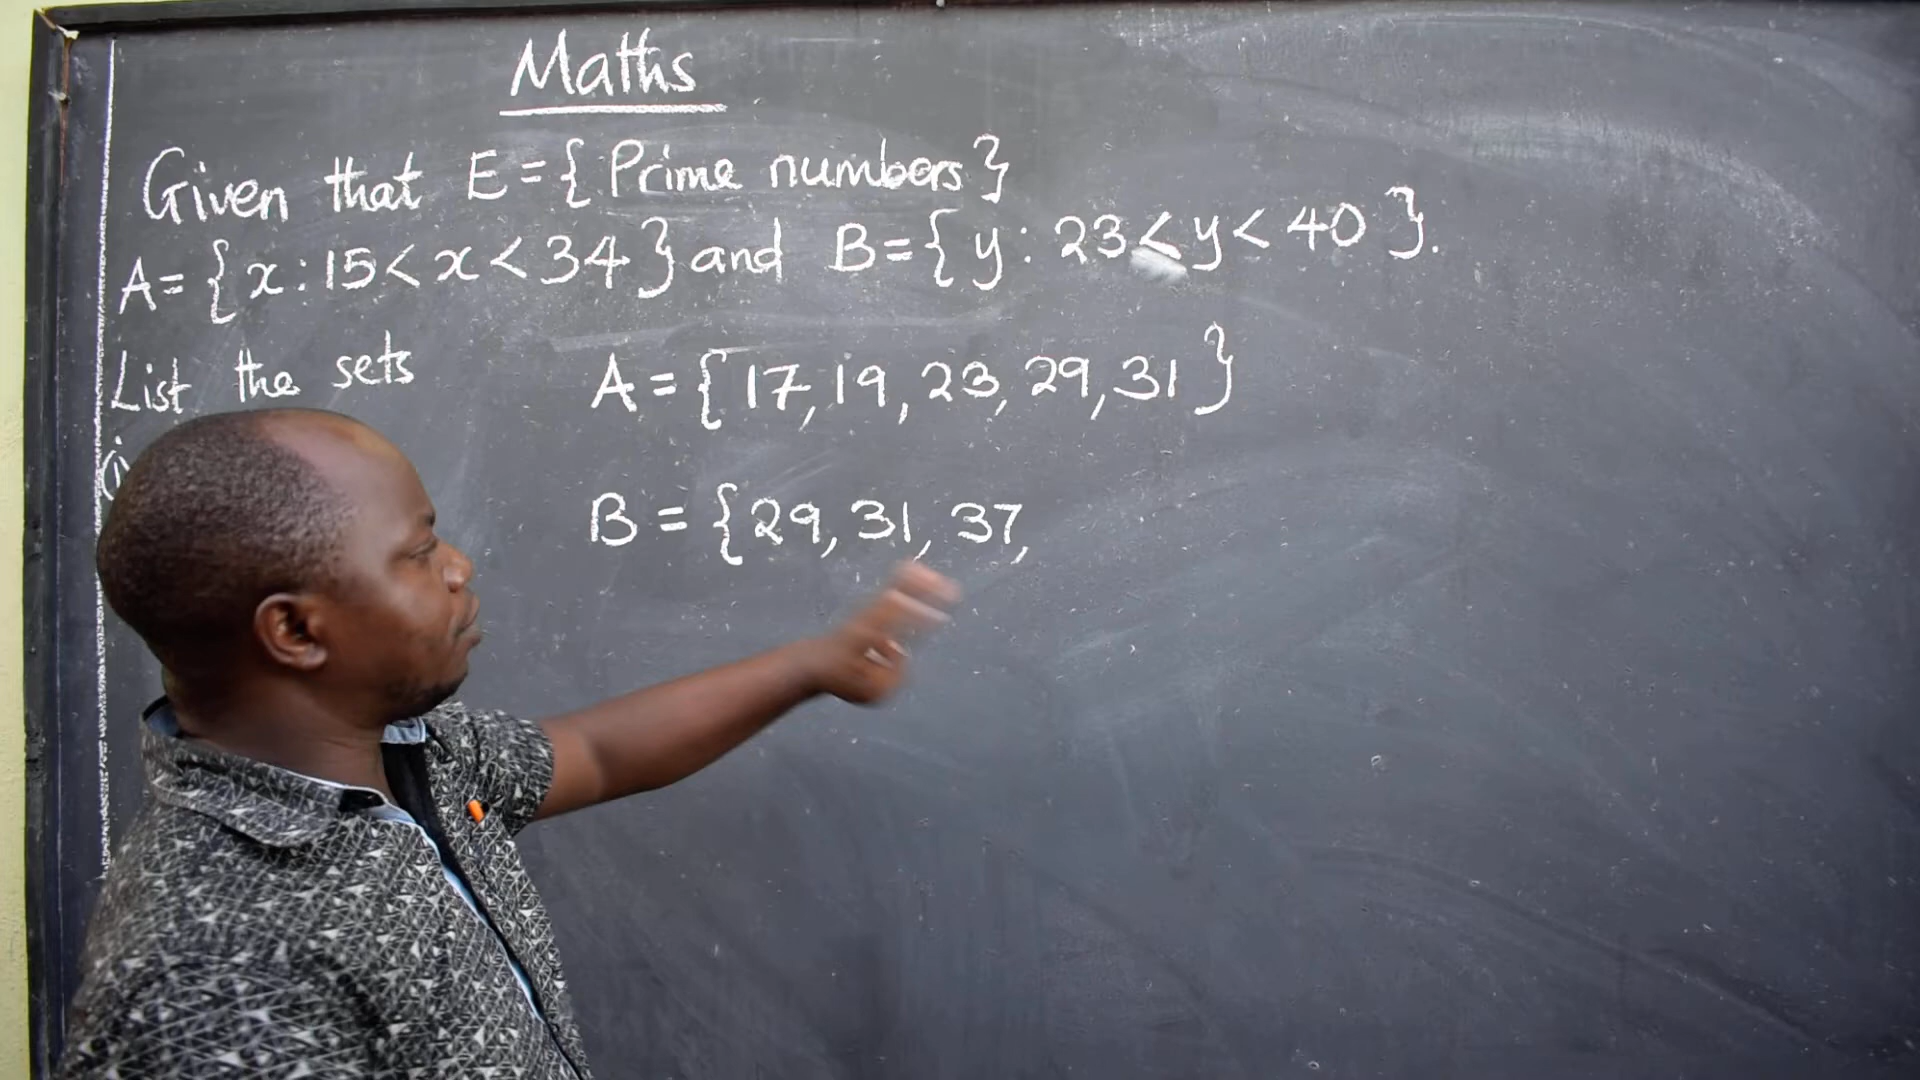 Maths
Given that E={Prime numbers}
A={x:15<x<34} and B={y: 23<y<40}.
List the sets
A={17,19,23,29,31}
(i
B={29,31,37,